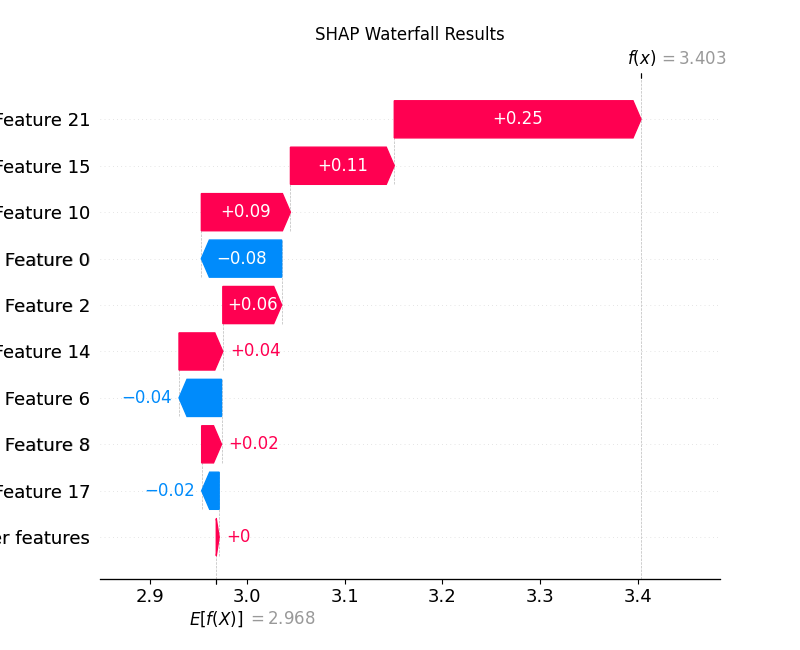 SHAP Waterfall Results
f(x) = 3.403
Feature 21
+0.25
Feature 15
+0.11
Feature 10
+0.09
Feature 0
−0.08
Feature 2
+0.06
Feature 14
+0.04
Feature 6
−0.04
Feature 8
+0.02
Feature 17
−0.02
features
+0
2.9 3.0 3.1 3.2 3.3 3.4
E[f(X)] = 2.968